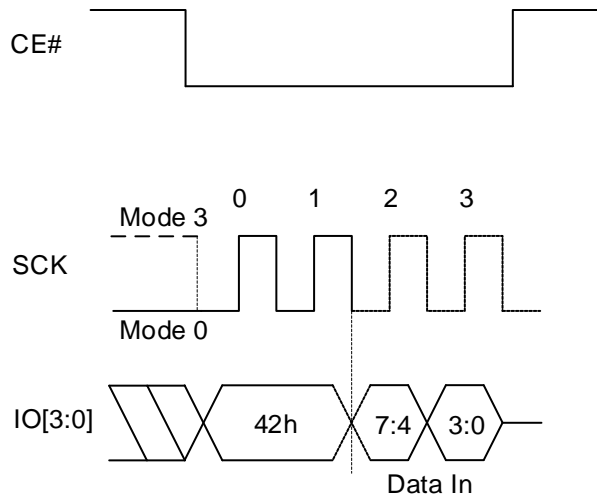 CE#
0 1 2 3
Mode 3
SCK
Mode 0
IO[3:0] 42h 7:4 3:0
Data In